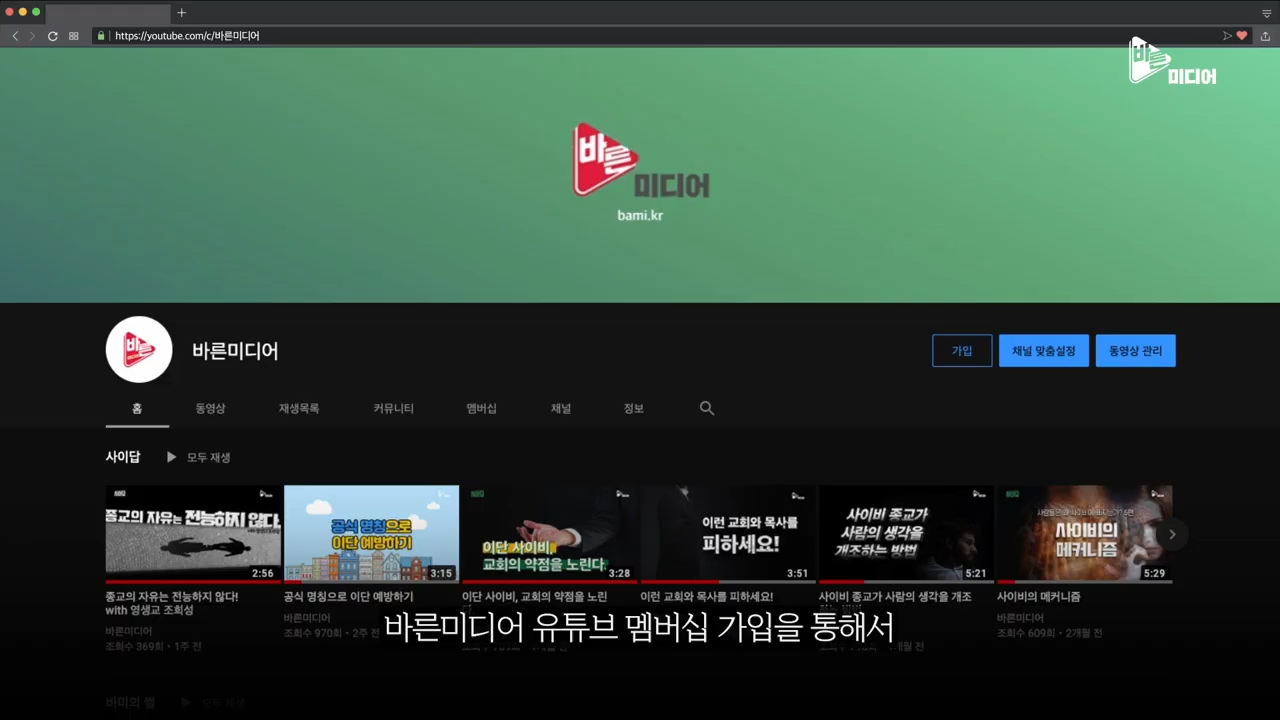 https://youtube.com/c/바른미디어
바른
미디어
바른
미디어
bami.kr
바른미디어
가입
채널 맞춤설정
동영상 관리
홈
동영상
재생목록
커뮤니티
멤버십
채널
정보
사이답
모두 재생
종교의 자유는 전능하지 않다.
2:56
공식 명칭으로
이단 예방하기
3:15
이단 사이비,
교회의 약점을 노린다.
3:28
이런 교회와 목사를
피하세요!
3:51
사이비 종교가
사람의 생각을
개조하는 방법
5:21
사이비의
메커니즘
5:29
종교의 자유는 전능하지 않다!
with 영생교 조희성
바른미디어
조회수 369회 • 1주 전
공식 명칭으로 이단 예방하기
바른미디어
조회수 970회 • 2주 전
이단 사이비, 교회의 약점을 노린
이런 교회와 목사를 피하세요!
사이비 종교가 사람의 생각을 개조
사이비의 메커니즘
바른미디어
조회수 609회 • 2개월 전
바른미디어 유튜브 멤버십 가입을 통해서
바미의 썰
모두 재생